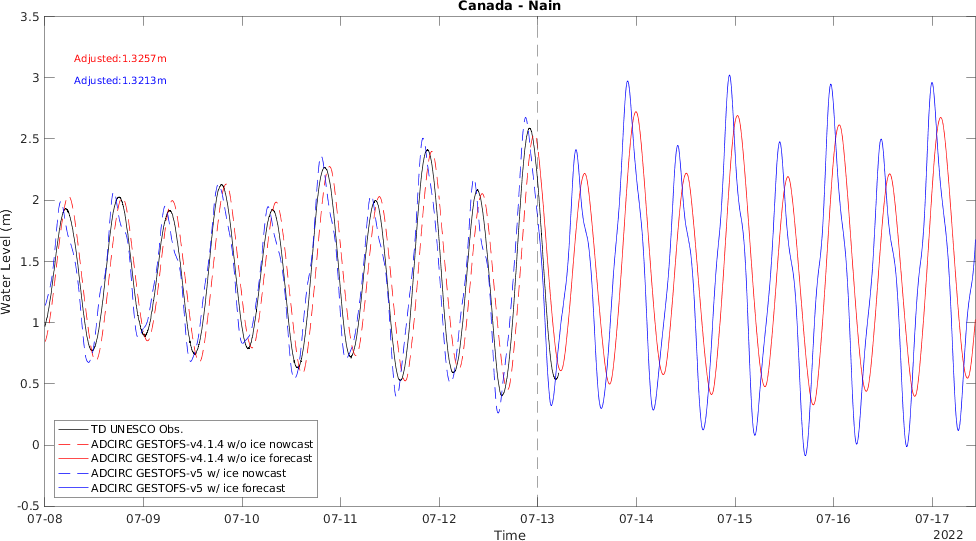 Canada - Nain
Adjusted:1.3257m
Adjusted:1.3213m
Water Level (m)
3.5
3
2.5
2
1.5
1
0.5
0
-0.5
TD UNESCO Obs.
ADCIRC GESTOFS-v4.1.4 w/o ice nowcast
ADCIRC GESTOFS-v4.1.4 w/o ice forecast
ADCIRC GESTOFS-v5 w/ ice nowcast
ADCIRC GESTOFS-v5 w/ ice forecast
07-08 07-09 07-10 07-11 07-12 07-13 07-14 07-15 07-16 07-17
Time
2022